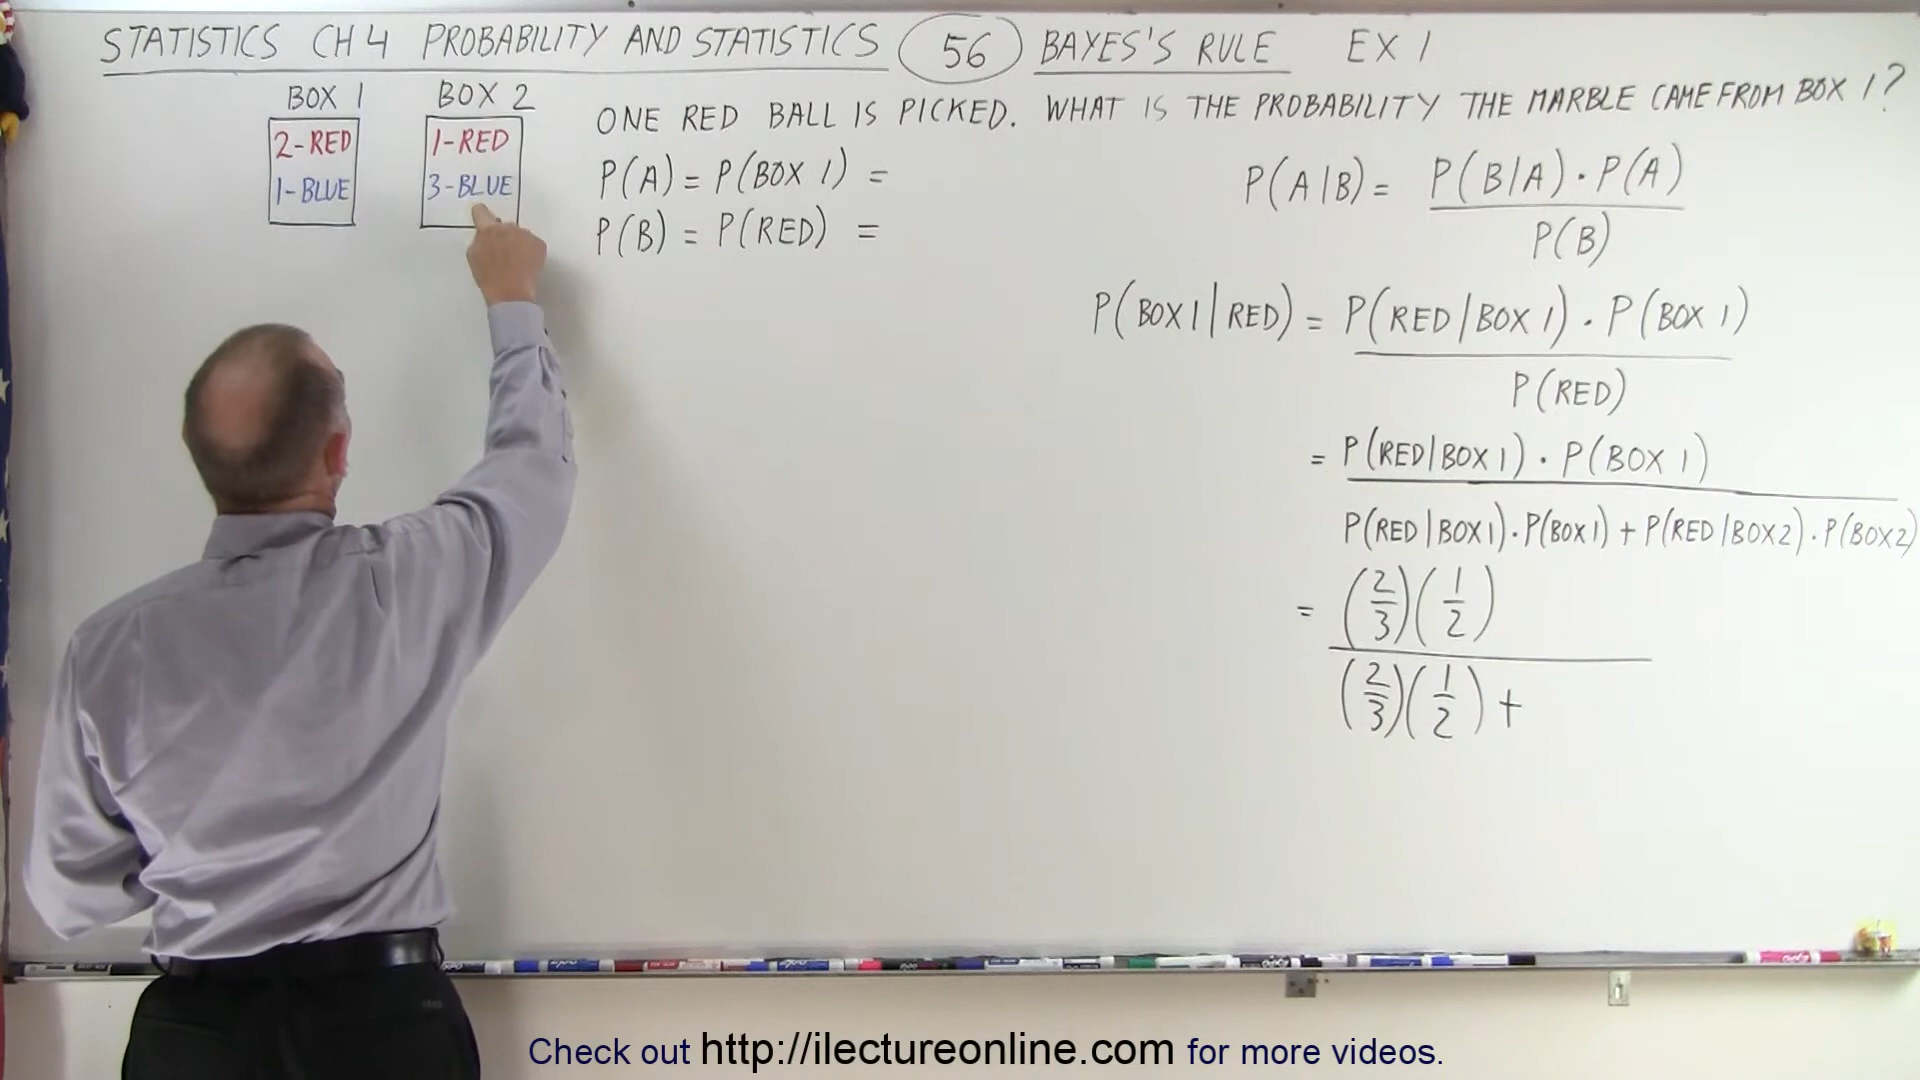 STATISTICS CH 4 PROBABILITY AND STATISTICS 56 BAYES'S RULE EX 1
BOX 1 BOX 2
2-RED 1-RED
1-BLUE 3-BLUE
ONE RED BALL IS PICKED. WHAT IS THE PROBABILITY THE MARBLE CAME FROM BOX 1?
P(A) = P(BOX 1) =
P(B) = P(RED) =
P(A|B) = P(B|A) · P(A)
P(B)
P(BOX 1|RED) = P(RED|BOX 1) · P(BOX 1)
P(RED)
= P(RED|BOX 1) · P(BOX 1)
P(RED|BOX 1) · P(BOX 1) + P(RED|BOX 2) · P(BOX 2)
= (2/3)(1/2)
(2/3)(1/2) +
Check out http://ilectureonline.com for more videos.